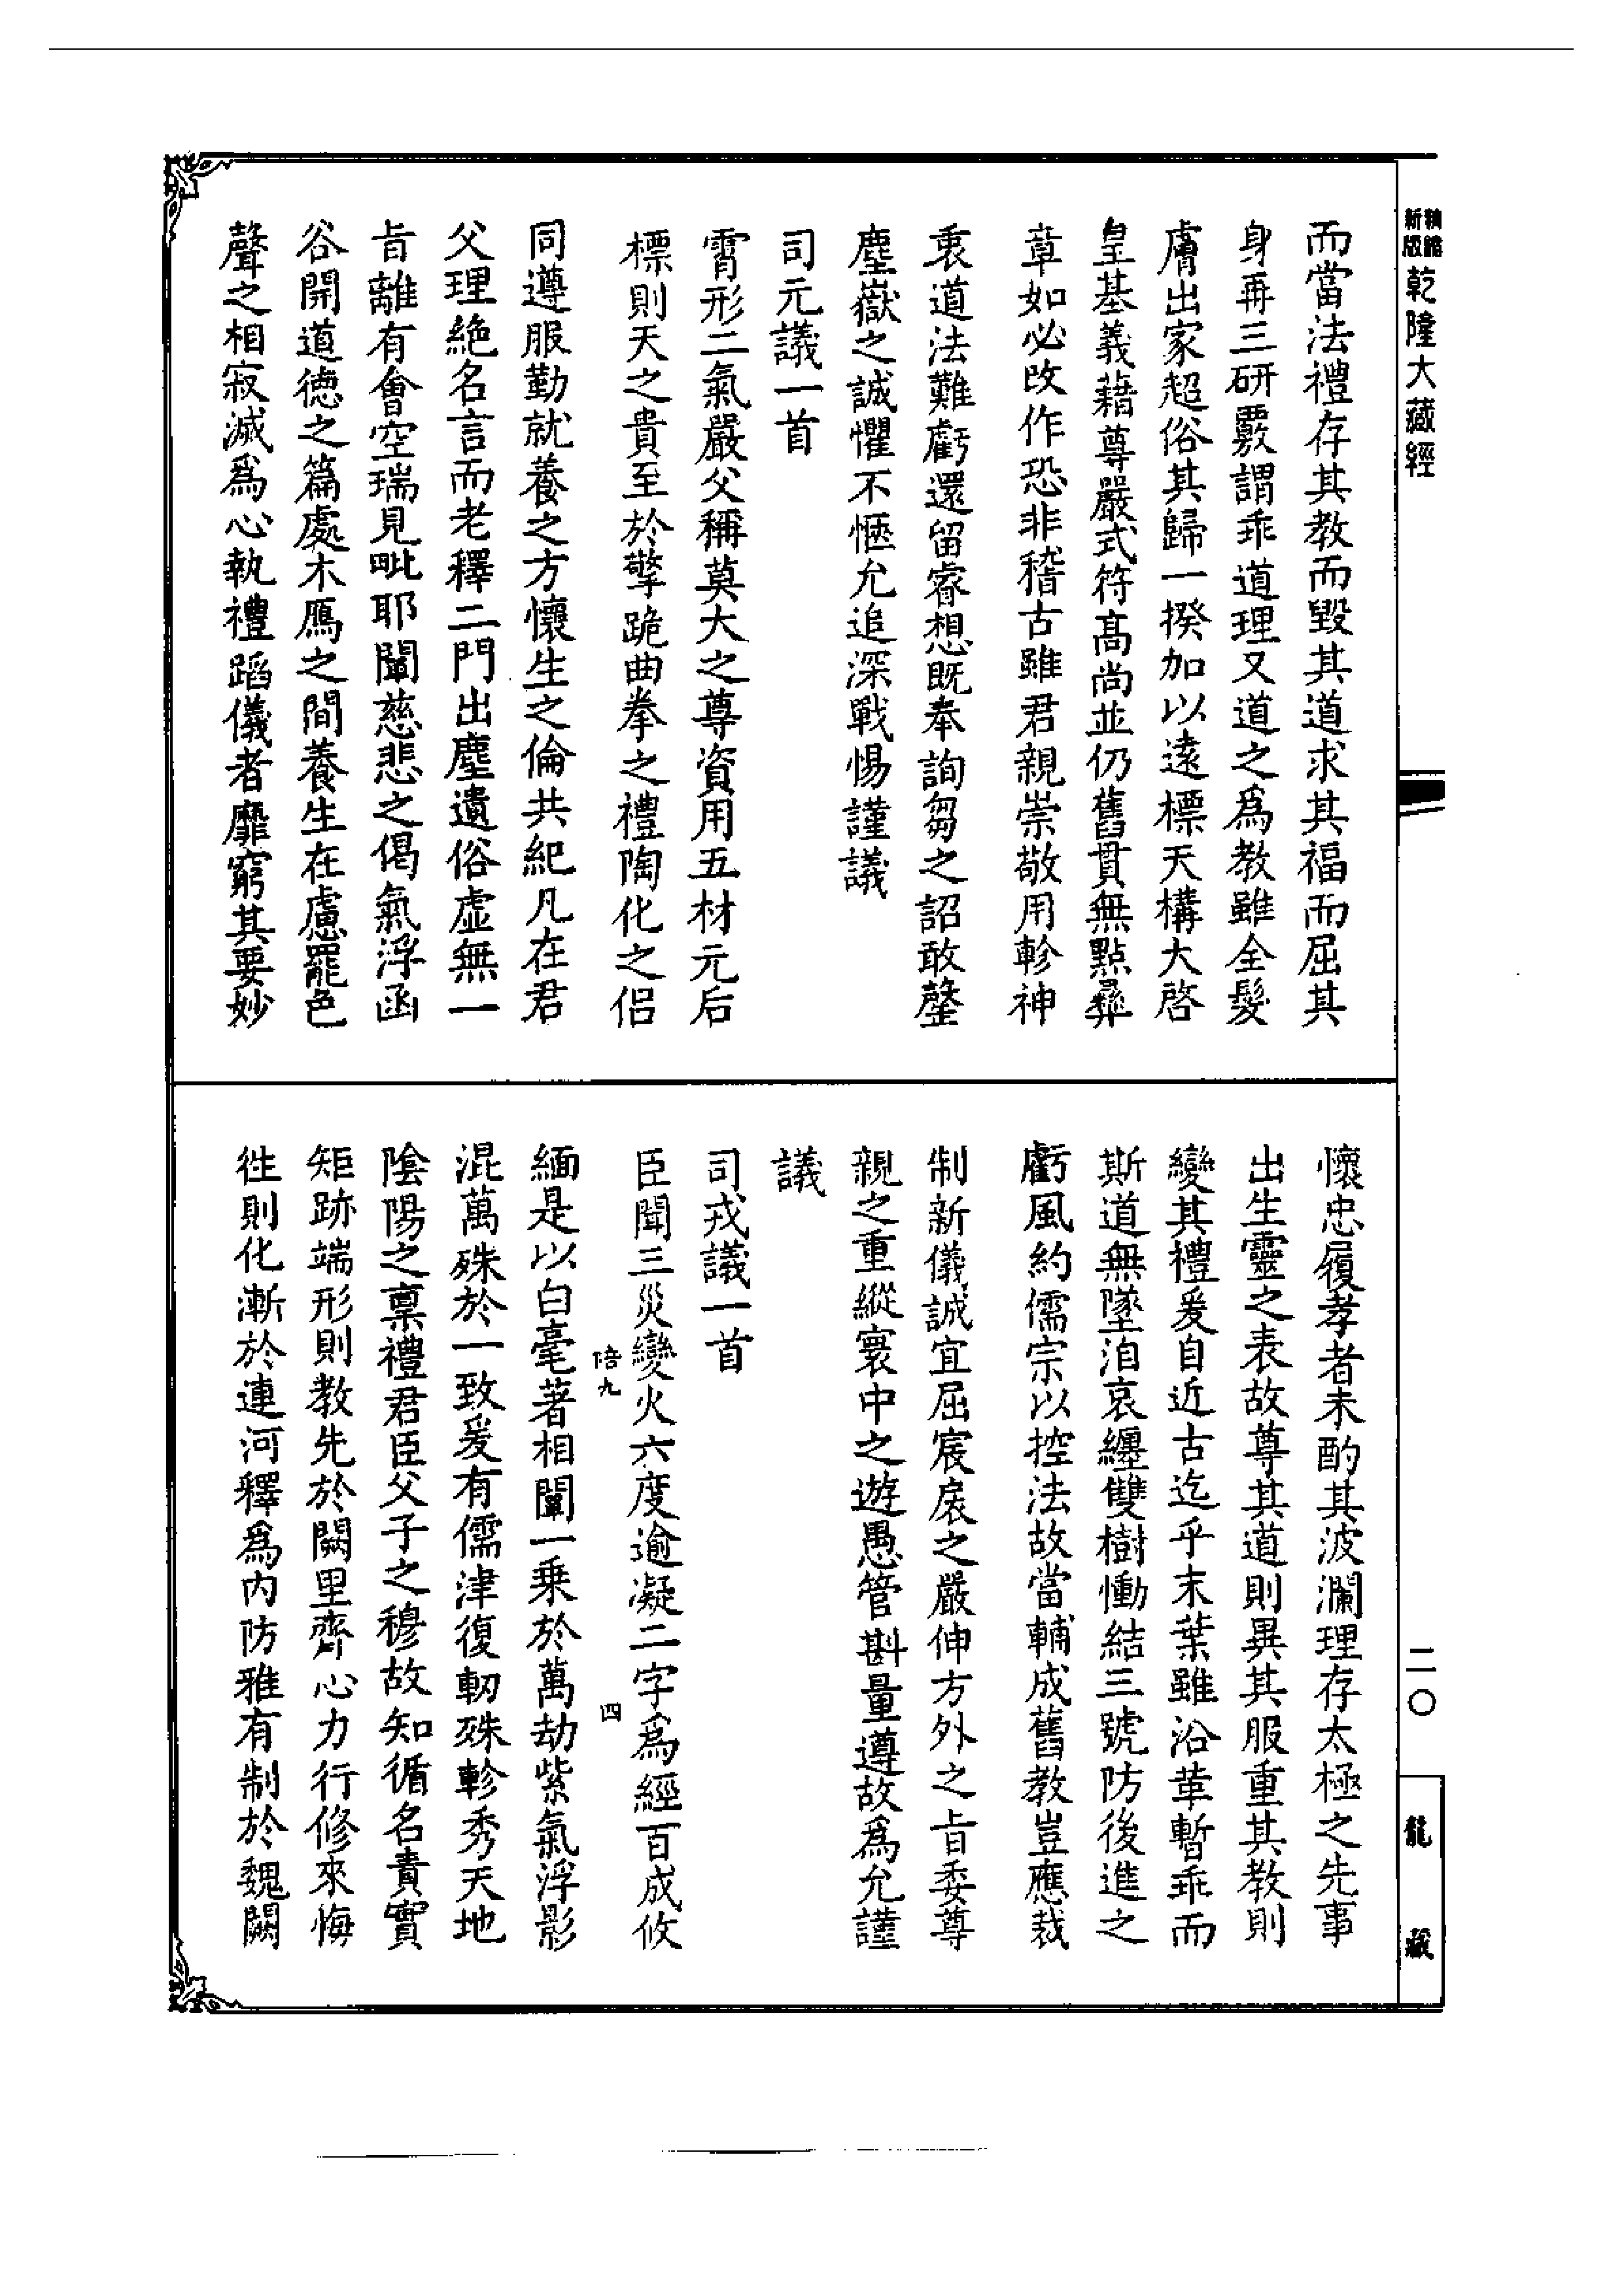 新編縮版乾隆大藏經
而當法禮存其教而毀其道求其福而屈其
身再三研覈謂乖道理又道之為教雖全髮
膚出家超俗其歸一揆加以遠標天構大啓
皇基義藉尊嚴式符髙尚並仍舊貫無點彝
章如必改作恐非稽古雖君親崇敬用軫神
衷道法難虧還留睿想既奉詢芻之詔敢罄
塵嶽之誠懼不愜允追深戰惕謹議
司元議一首
霄形二氣嚴父稱莫大之尊資用五材元后
標則天之貴至於擎跪曲拳之禮陶化之侣
同遵服勤就養之方懷生之倫共紀凡在君
父理絶名言而老釋二門出塵遺俗虚無一
旨離有會空瑞見毗耶闡慈悲之偈氣浮函
谷開道徳之篇處木鴈之間養生在慮罷色
聲之相寂滅為心執禮蹈儀者靡窮其要妙
懷忠履孝者未酌其波瀾理存太極之先事
出生靈之表故尊其道則異其服重其教則
變其禮爰自近古迄乎末葉雖沿革暫乖而
斯道無墜洎哀纏雙樹慟結三號防後進之
虧風約儒宗以控法故當輔成舊教豈應裁
制新儀誠宜屈宸扆之嚴伸方外之旨委尊
親之重縱寰中之遊愚管斟量遵故為允謹
議
司戎議一首
臣聞三災變火六度逾凝二字為經百成攸
倍九 四
緬是以白毫著相闡一乗於萬劫紫氣浮影
混萬殊於一致爰有儒津復軔殊軫秀天地
陰陽之稟禮君臣父子之穆故知循名責實
矩跡端形則教先於闕里齊心力行修來悔
徃則化漸於連河釋為内防雅有制於魏闕
二〇
龍藏